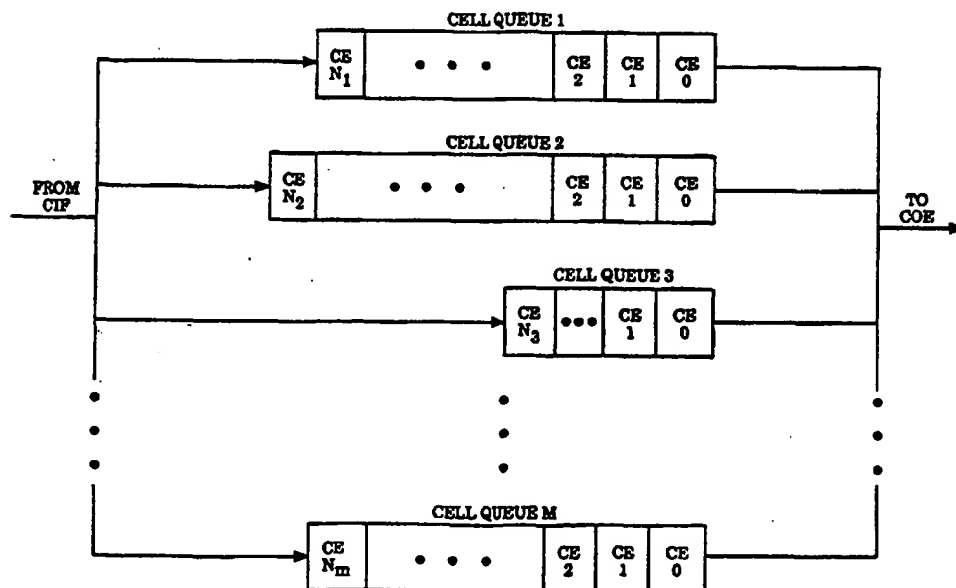 CELL QUEUE 1
CE N1 • • • CE 2 CE 1 CE 0
CELL QUEUE 2
FROM CIF
CE N2 • • • CE 2 CE 1 CE 0
TO COE
CELL QUEUE 3
CE N3 ••• CE 1 CE 0
CELL QUEUE M
CE Nm • • • CE 2 CE 1 CE 0